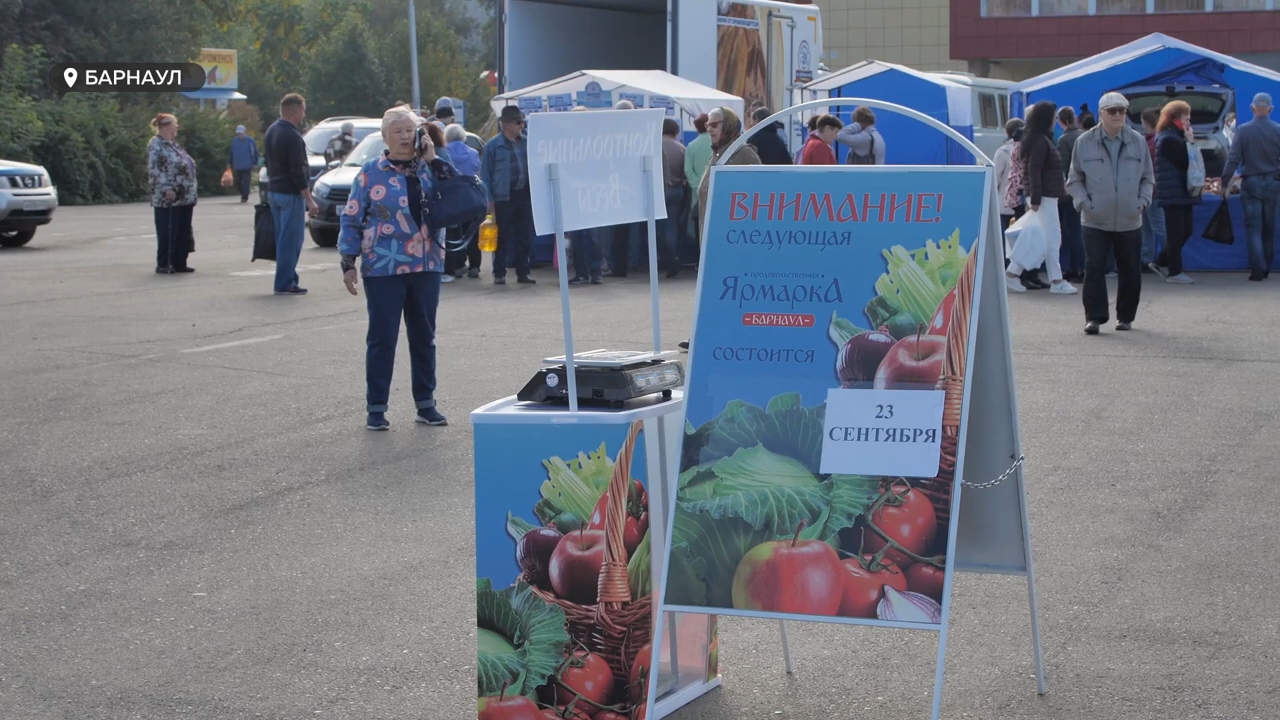 БАРНАУЛ
Контрольные
Весы
ВНИМАНИЕ!
следующая
продовольственная
Ярмарка
БАРНАУЛ
состоится
23
СЕНТЯБРЯ